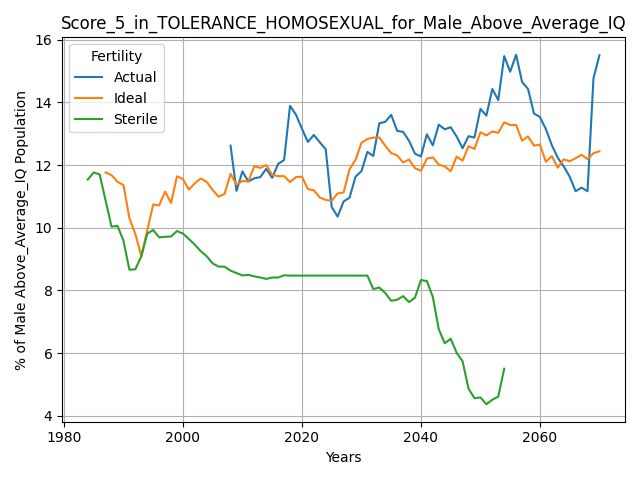 Score_5_in_TOLERANCE_HOMOSEXUAL_for_Male_Above_Average_IQ
Fertility
Actual
Ideal
Sterile
% of Male Above_Average_IQ Population
16
14
12
10
8
6
4
1980 2000 2020 2040 2060
Years